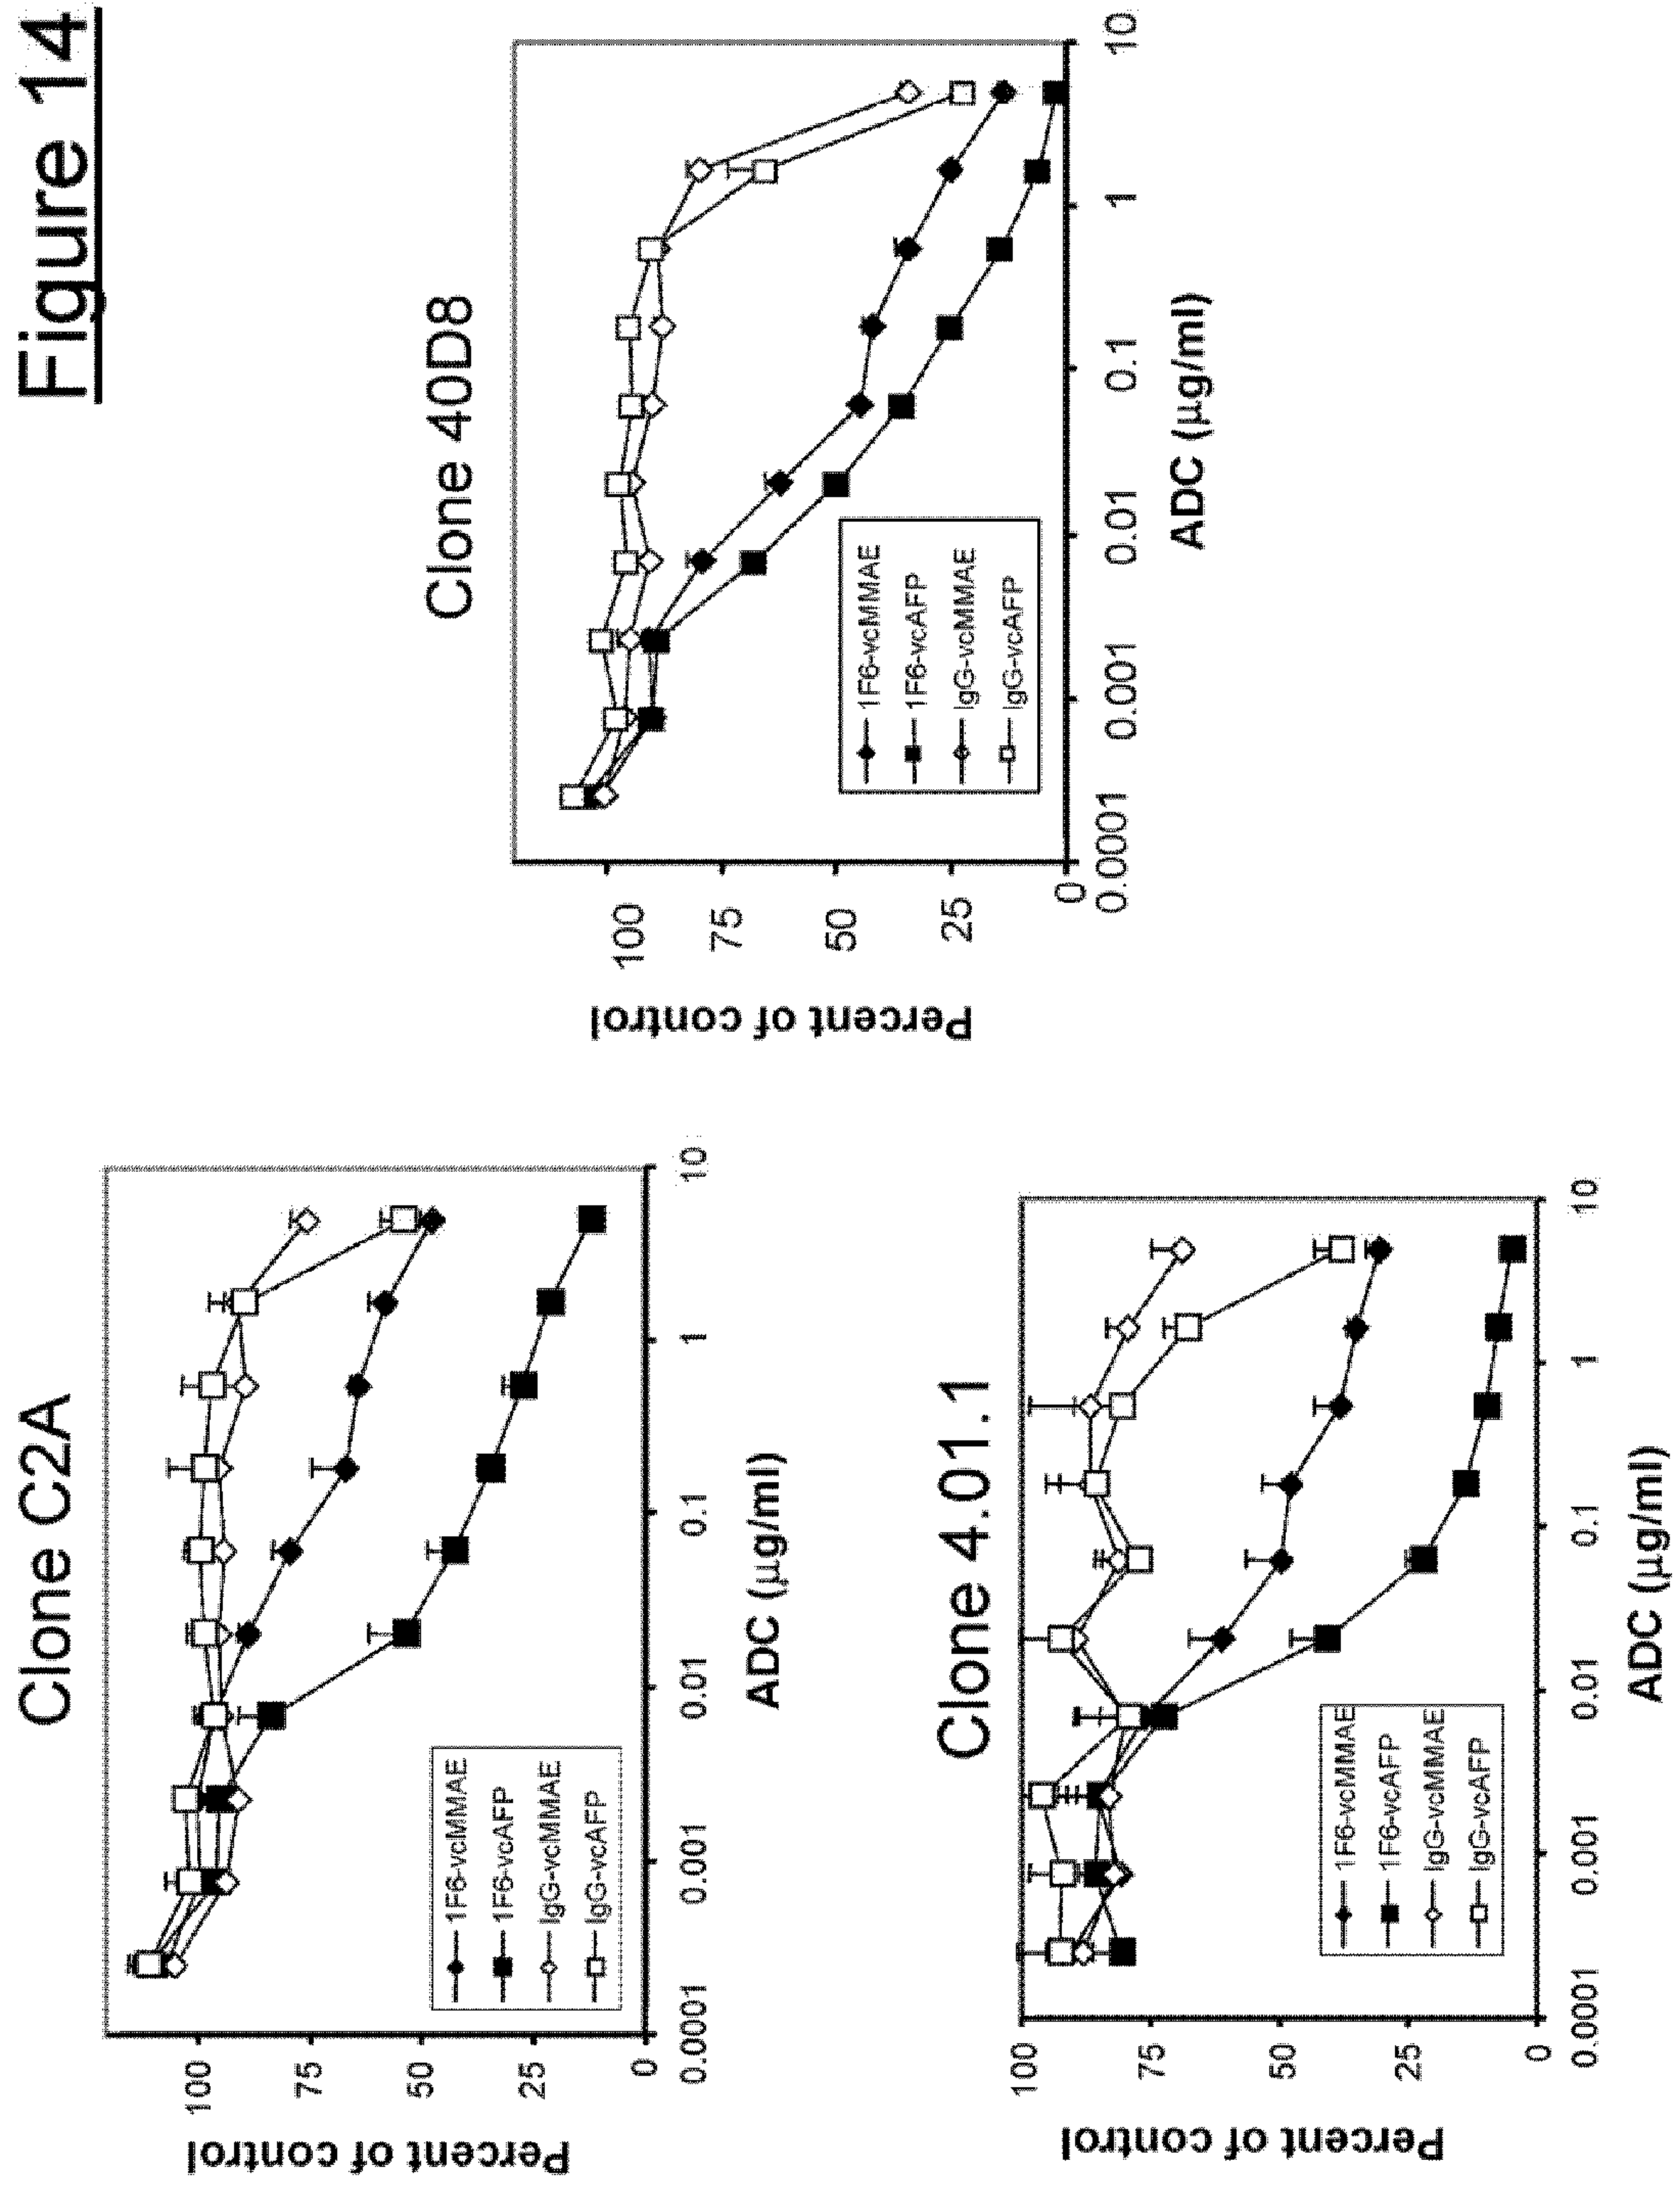 Figure 14
Clone C2A
Percent of control
100
75
50
25
0
0.0001
0.001
0.01
0.1
1
10
ADC (µg/ml)
1F6-vcMMAE
1F6-vcAFP
IgG-vcMMAE
IgG-vcAFP
Clone 4.01.1
Percent of control
100
75
50
25
0
0.0001
0.001
0.01
0.1
1
10
ADC (µg/ml)
1F6-vcMMAE
1F6-vcAFP
IgG-vcMMAE
IgG-vcAFP
Clone 40D8
Percent of control
100
75
50
25
0
0.0001
0.001
0.01
0.1
1
10
ADC (µg/ml)
1F6-vcMMAE
1F6-vcAFP
IgG-vcMMAE
IgG-vcAFP